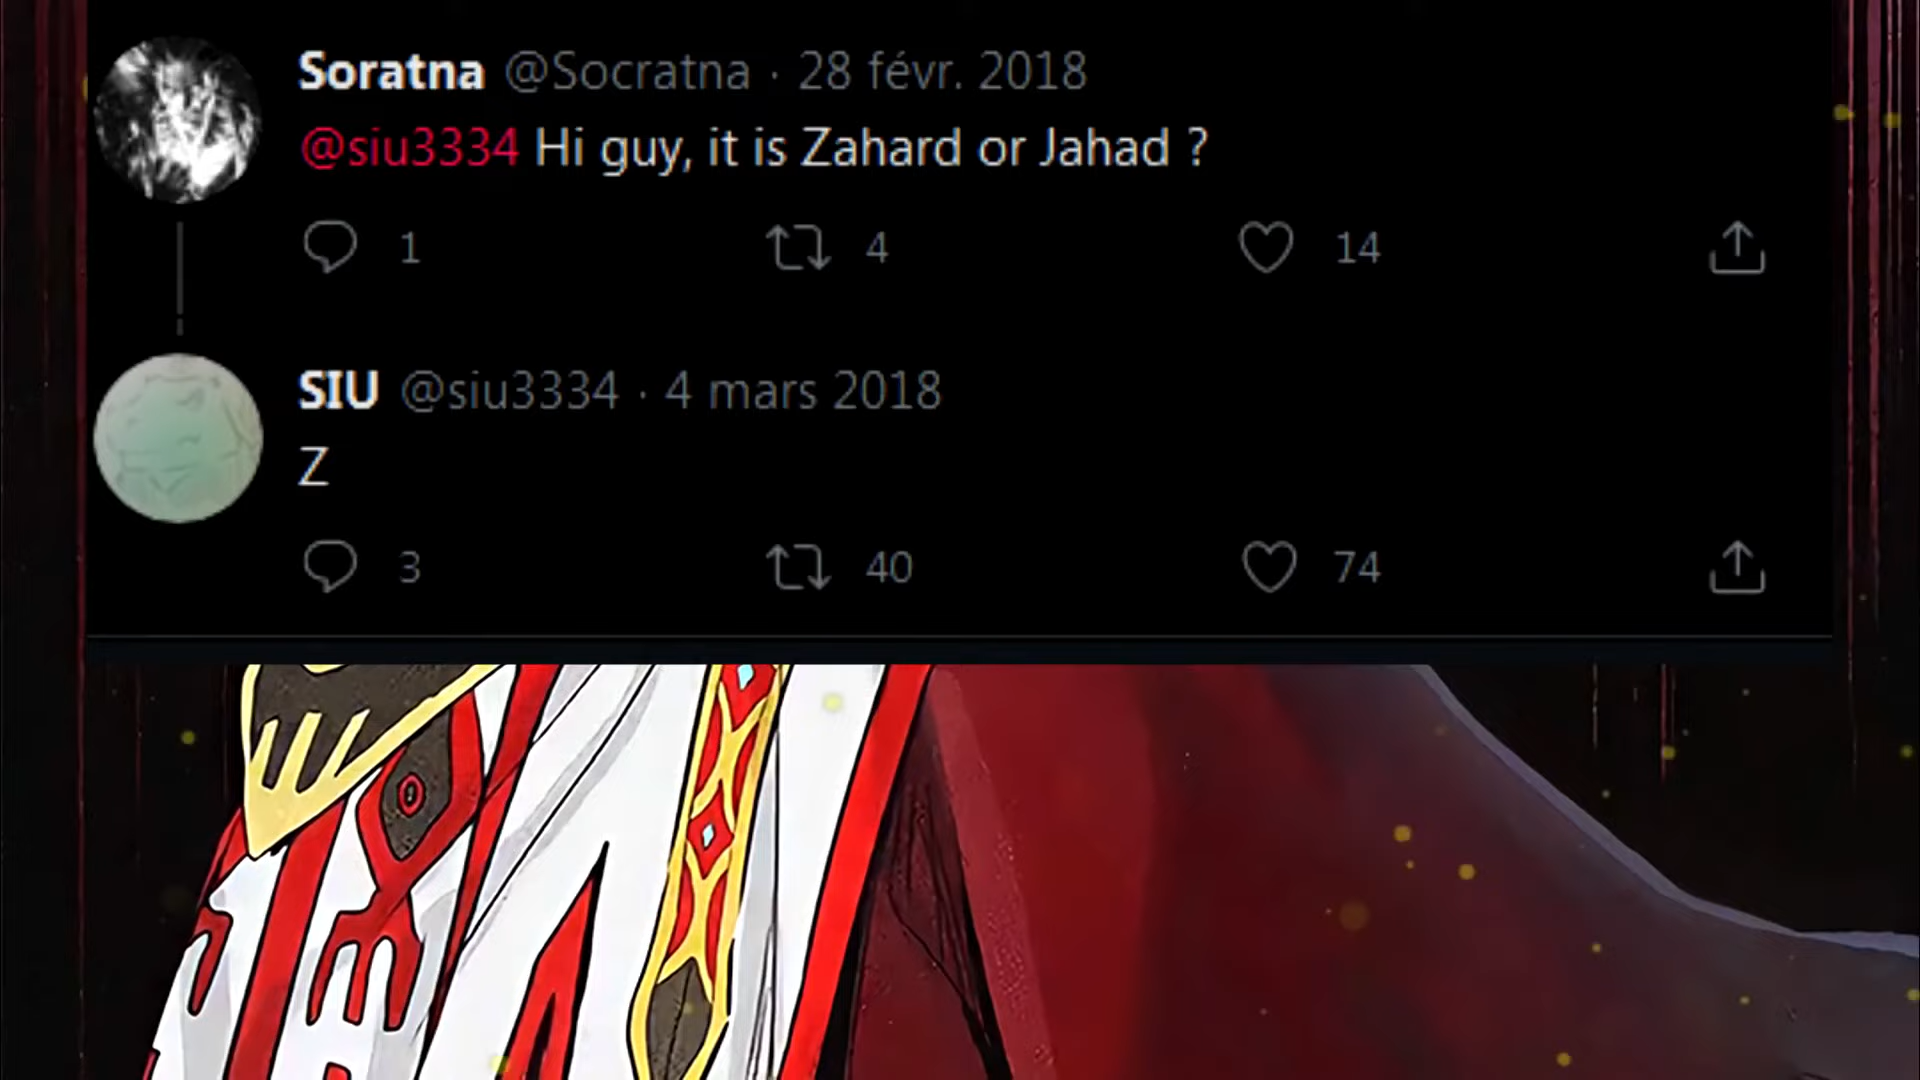 Soratna @Socratna · 28 févr. 2018
@siu3334 Hi guy, it is Zahard or Jahad ?
1 4 14
SIU @siu3334 · 4 mars 2018
Z
3 40 74